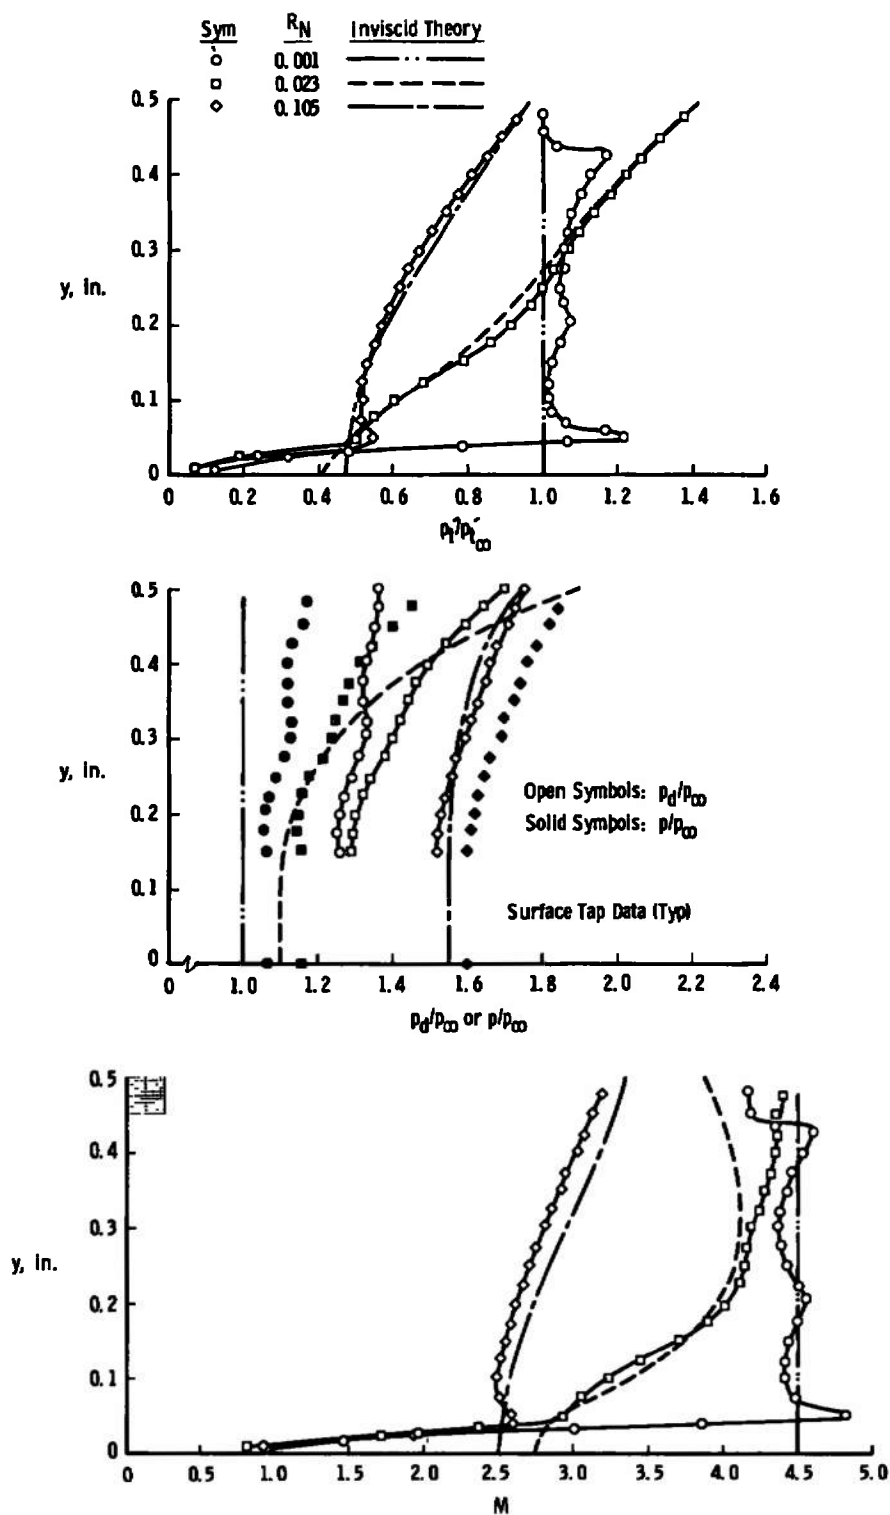 Sym R_N Inviscid Theory
0.001
0.023
0.105
0.5
0.4
0.3
y, in.
0.2
0.1
0
0 0.2 0.4 0.6 0.8 1.0 1.2 1.4 1.6
p_t'/p_t'_∞
0.5
0.4
0.3
y, in.
Open Symbols: p_d/p_∞
0.2
Solid Symbols: p/p_∞
0.1
Surface Tap Data (Typ)
0
0 1.0 1.2 1.4 1.6 1.8 2.0 2.2 2.4
p_d/p_∞ or p/p_∞
0.5
0.4
0.3
y, in.
0.2
0.1
0
0 0.5 1.0 1.5 2.0 2.5 3.0 3.5 4.0 4.5 5.0
M